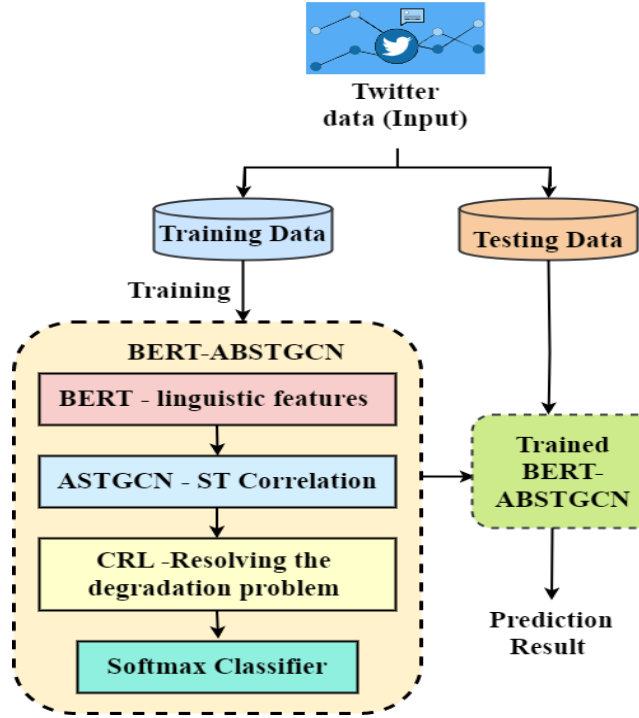 Twitter
data (Input)
Training Data
Testing Data
Training
BERT-ABSTGCN
BERT - linguistic features
ASTGCN - ST Correlation
CRL -Resolving the
degradation problem
Softmax Classifier
Trained
BERT-
ABSTGCN
Prediction
Result